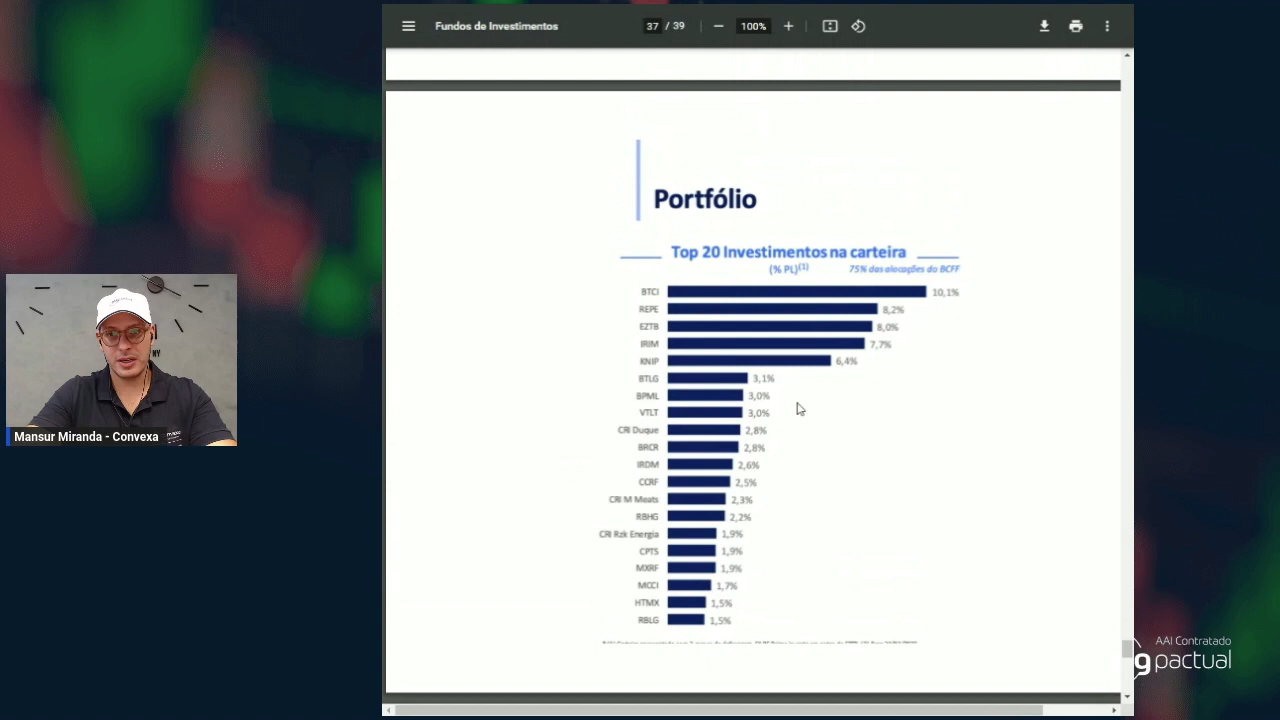 Fundos de Investimentos
37 / 39
100%
Portfólio
Top 20 Investimentos na carteira
(% PL)(1)
75% das alocações do BCFF
BTCI 10,1%
REPE 8,2%
EZTB 8,0%
IRIM 7,7%
KNIP 6,4%
BTLG 3,1%
BPML 3,0%
VTLT 3,0%
CRI Duque 2,8%
BRCR 2,8%
IRDM 2,6%
CCRF 2,5%
CRI M Meats 2,3%
RBHG 2,2%
CRI Rzk Energia 1,9%
CPTS 1,9%
MXRF 1,9%
MCCI 1,7%
HTMX 1,5%
RBLG 1,5%
NY
Mansur Miranda - Convexa
AAI Contratado
g pactual